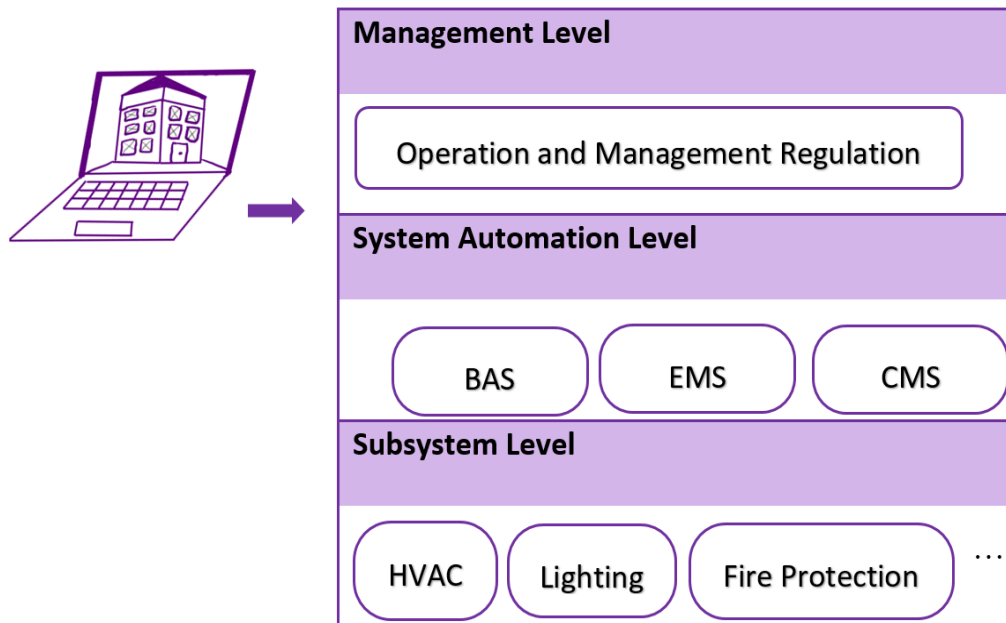 Management Level
Operation and Management Regulation
System Automation Level
BAS EMS CMS
Subsystem Level
HVAC Lighting Fire Protection ...